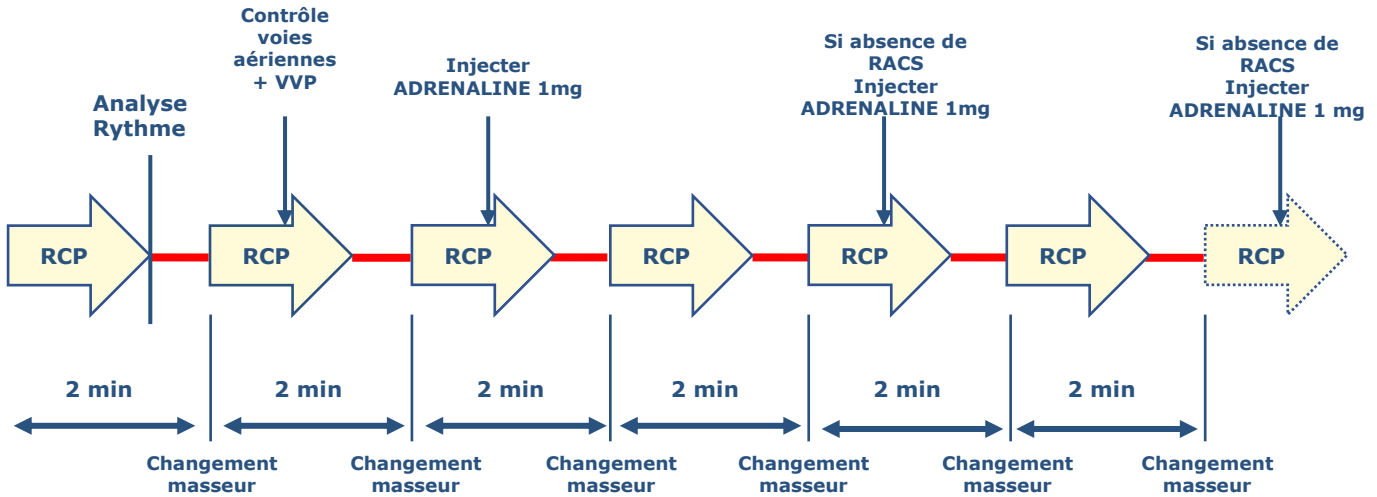 Contrôle
voies
aériennes
+ VVP
Injecter
ADRENALINE 1mg
Si absence de
RACS
Injecter
ADRENALINE 1mg
Si absence de
RACS
Injecter
ADRENALINE 1 mg
Analyse
Rythme
RCP
RCP
RCP
RCP
RCP
RCP
RCP
2 min
2 min
2 min
2 min
2 min
2 min
Changement
masseur
Changement
masseur
Changement
masseur
Changement
masseur
Changement
masseur
Changement
masseur